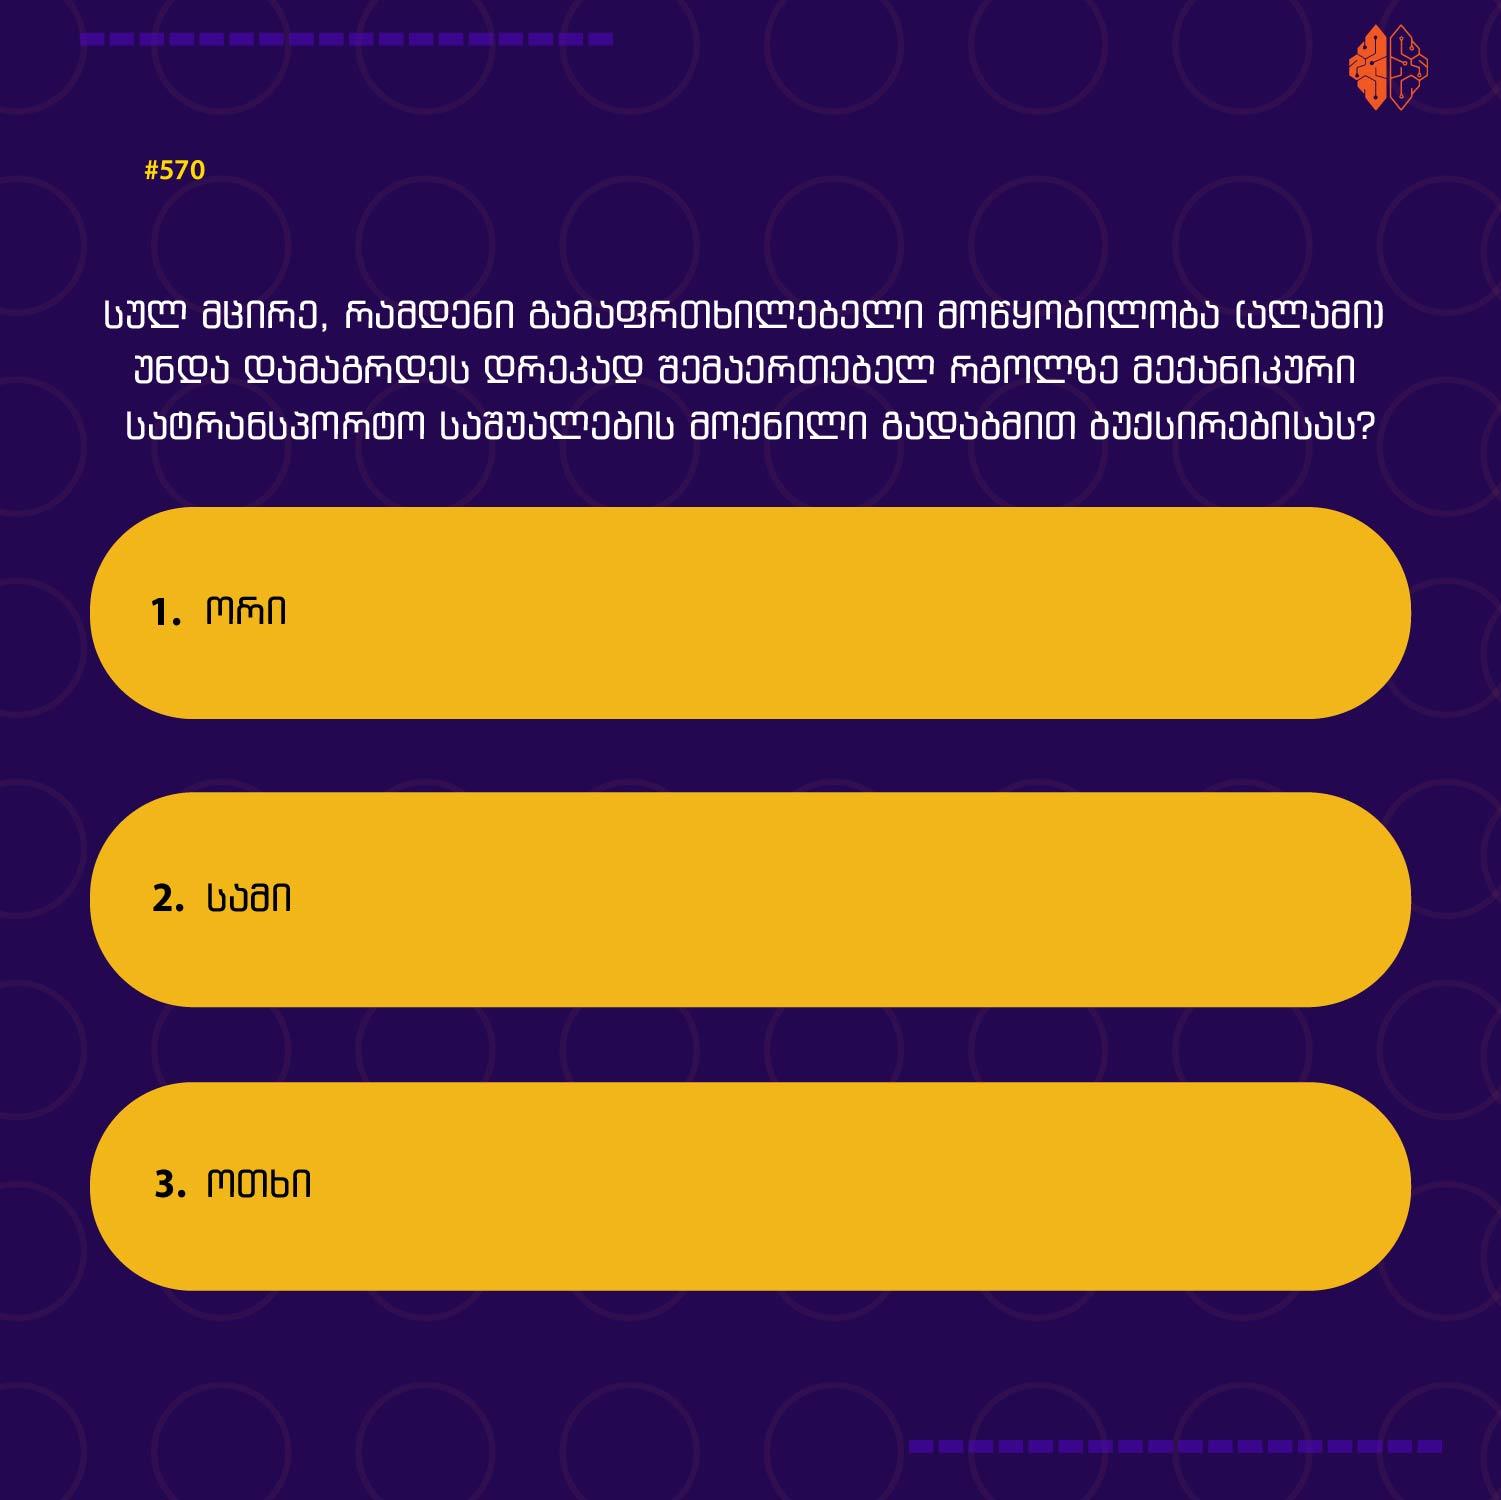 #570
სულ მცირე, რამდენი გამაფრთხილებელი მოწყობილობა (ალამი)
უნდა დამაგრდეს დრეკად შემაერთებელ რგოლზე მექანიკური
სატრანსპორტო საშუალების მოქნილი გადაბმით ბუქსირებისას?
1. ორი
2. სამი
3. ოთხი